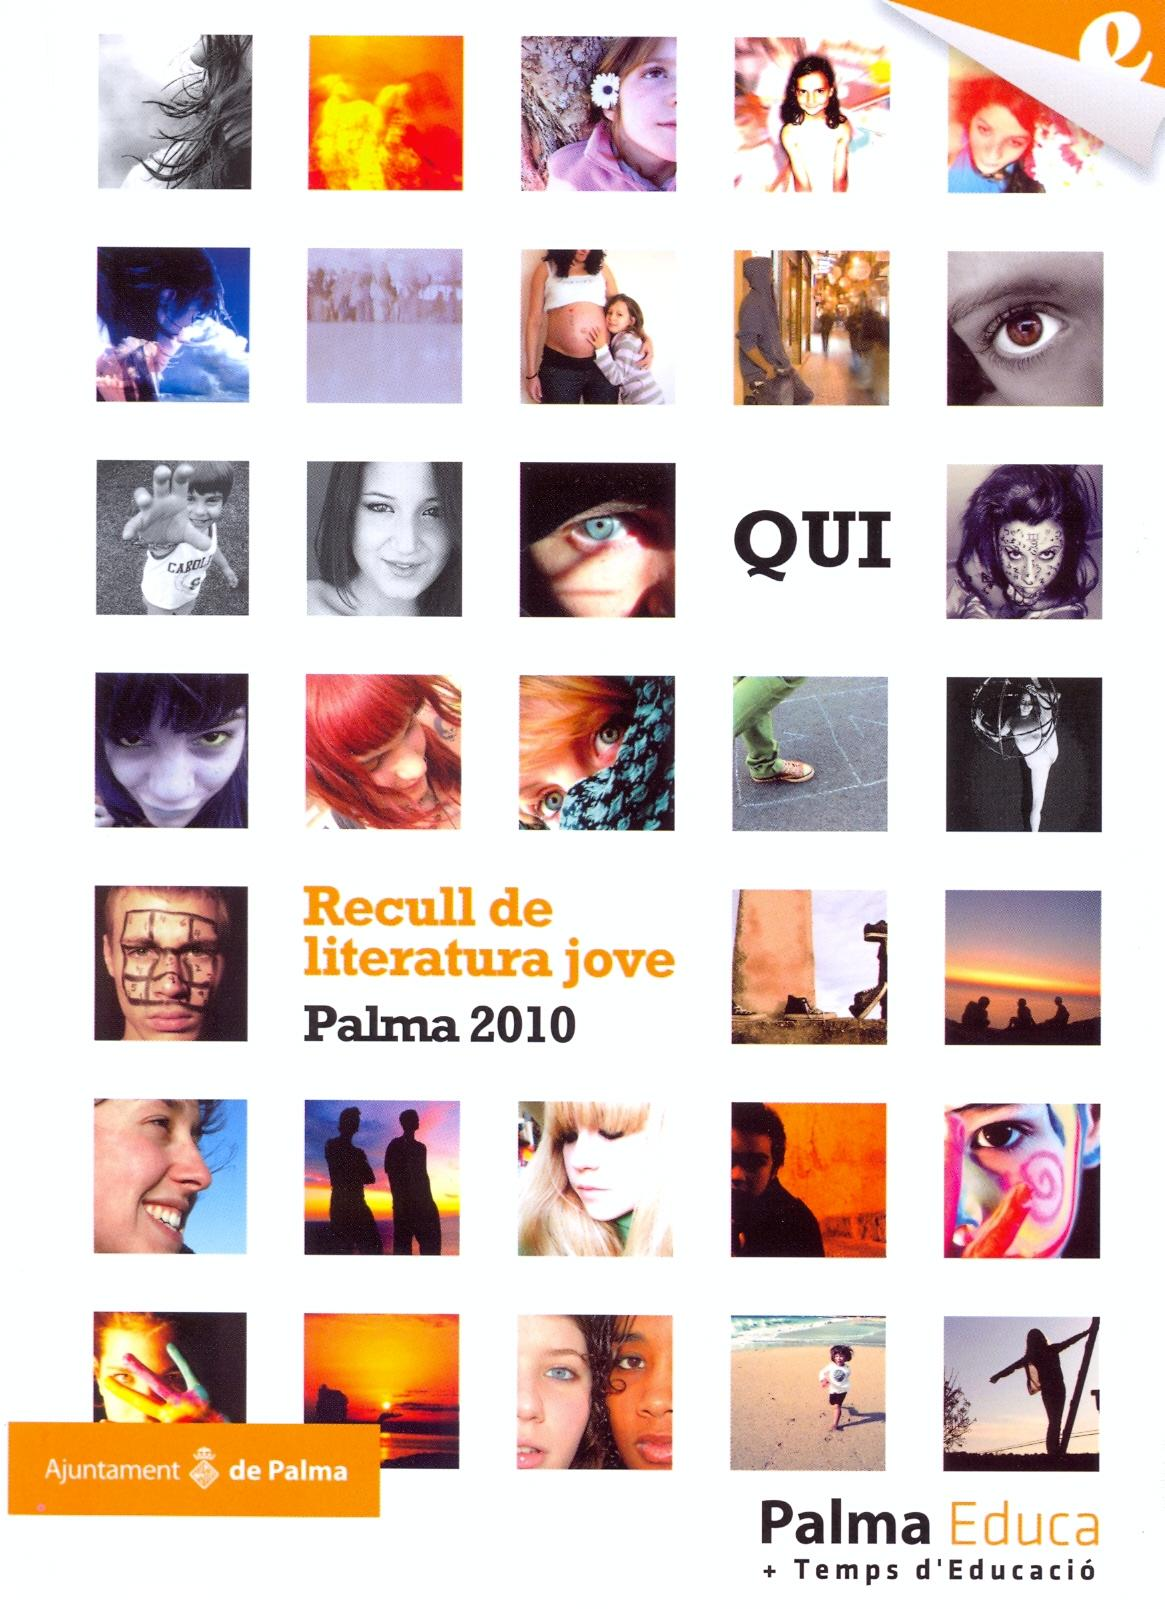 e
QUI
CAROL
Recull de
literatura jove
Palma 2010
Ajuntament de Palma
Palma Educa
+ Temps d'Educació